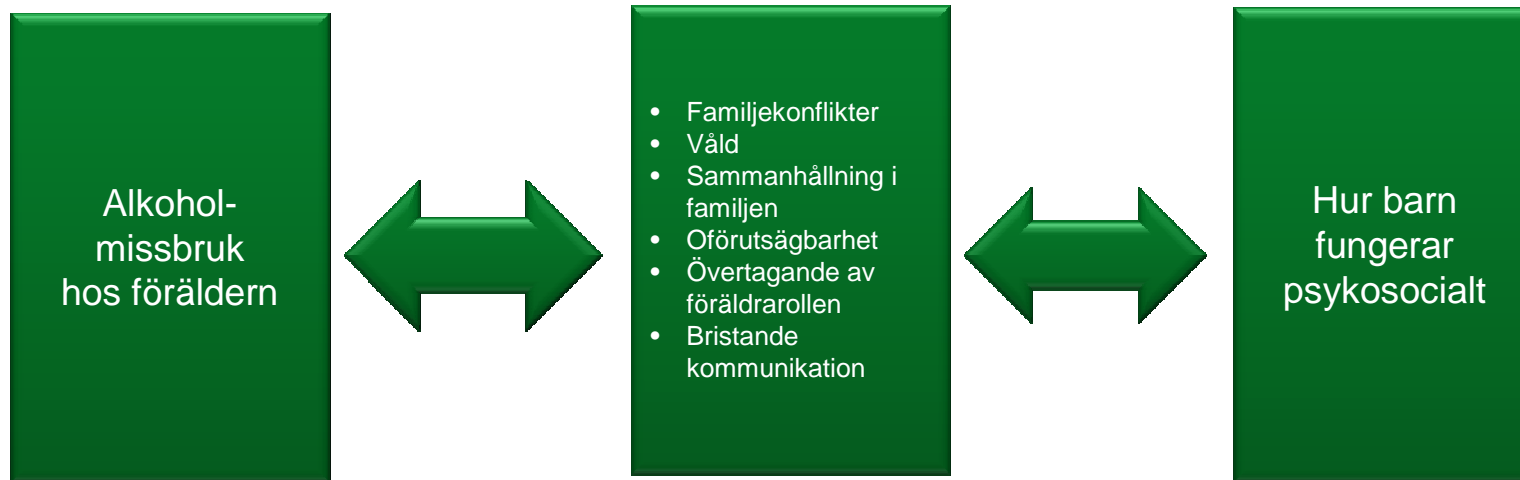 Alkohol-
missbruk
hos föräldern
• Familjekonflikter
• Våld
• Sammanhållning i
familjen
• Oförutsägbarhet
• Övertagande av
föräldrarollen
• Bristande
kommunikation
Hur barn
fungerar
psykosocialt